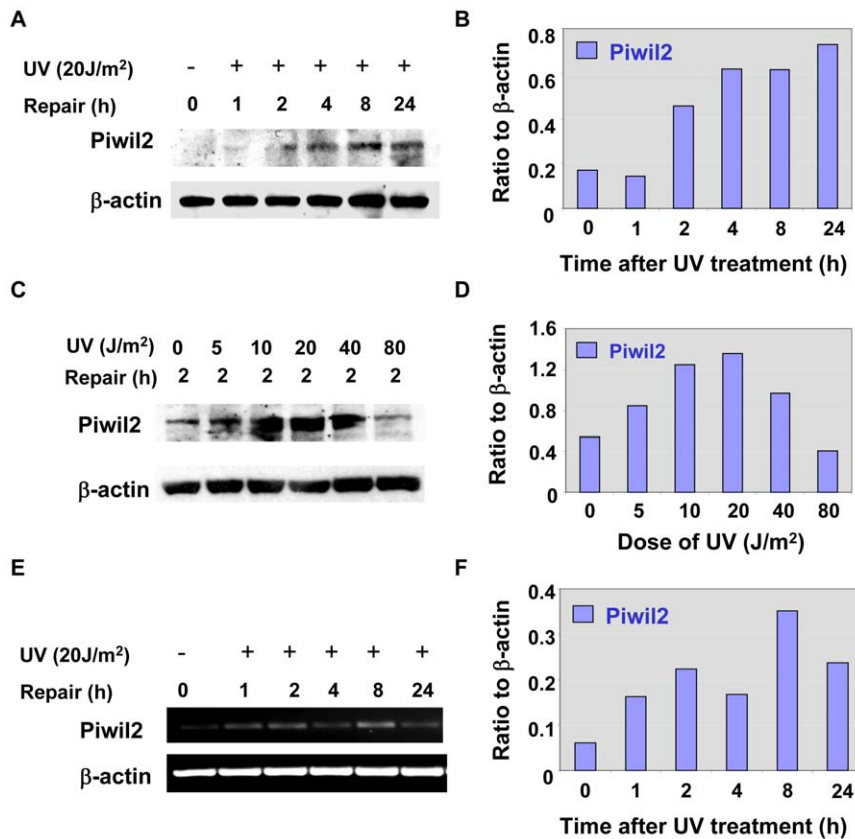 A
UV (20J/m²) - + + + + +
Repair (h) 0 1 2 4 8 24
Piwil2
β-actin
B
Piwil2
Ratio to β-actin
0.8
0.6
0.4
0.2
0
0 1 2 4 8 24
Time after UV treatment (h)
C
UV (J/m²) 0 5 10 20 40 80
Repair (h) 2 2 2 2 2 2
Piwil2
β-actin
D
Piwil2
Ratio to β-actin
1.6
1.2
0.8
0.4
0
0 5 10 20 40 80
Dose of UV (J/m²)
E
UV (20J/m²) - + + + + +
Repair (h) 0 1 2 4 8 24
Piwil2
β-actin
F
Piwil2
Ratio to β-actin
0.4
0.3
0.2
0.1
0
0 1 2 4 8 24
Time after UV treatment (h)